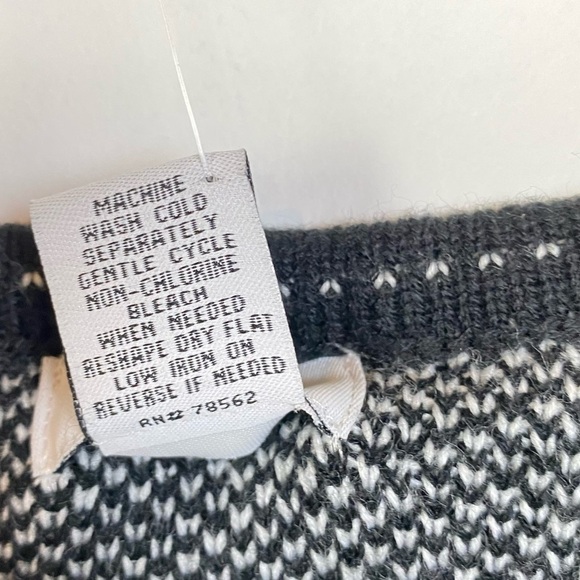 MACHINE
WASH COLD
SEPARATELY
GENTLE CYCLE
NON-CHLORINE
BLEACH
WHEN NEEDED
RESHAPE DRY FLAT
LOW IRON ON
REVERSE IF NEEDED
RN# 78562